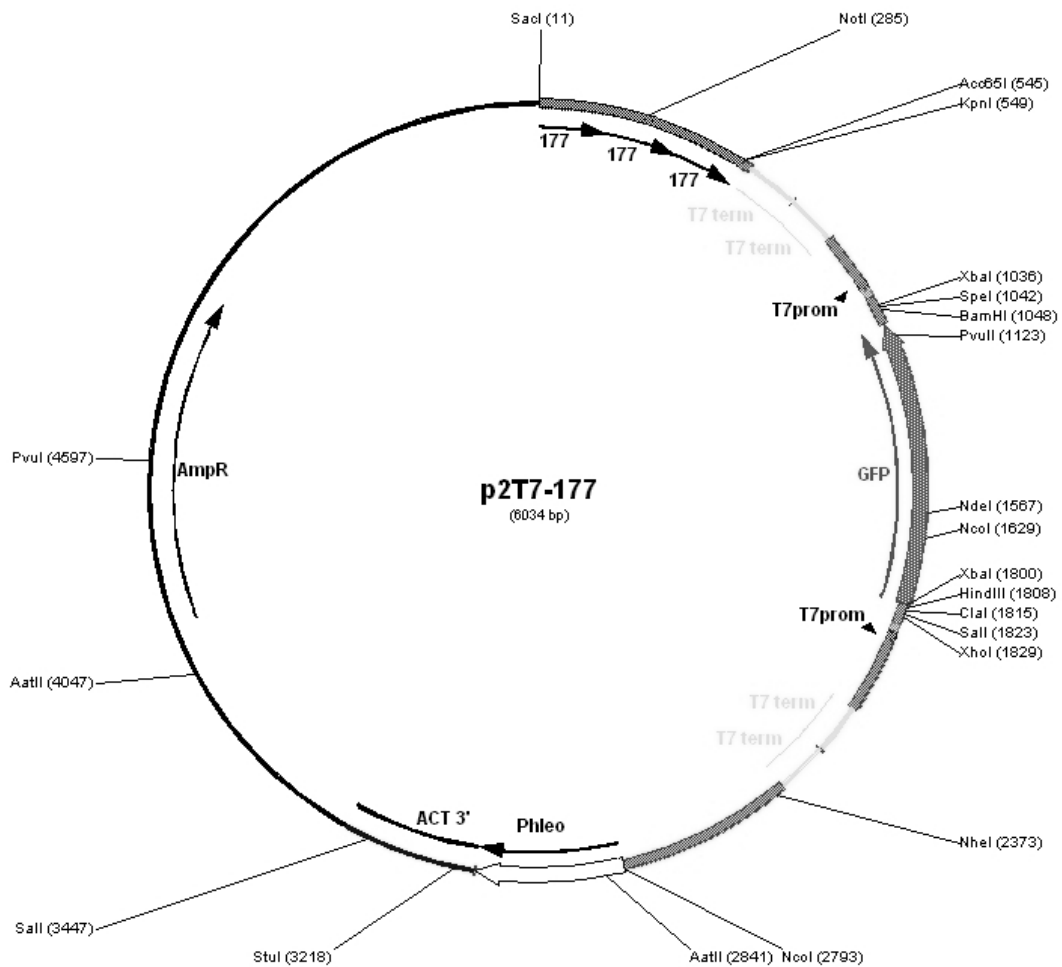 SacI (11)
NotI (285)
Acc65I (545)
KpnI (549)
177
177
177
T7 term
T7 term
XbaI (1036)
SpeI (1042)
BamHI (1048)
PvuII (1123)
T7prom
GFP
AmpR
PvuI (4597)
p2T7-177
(6034 bp)
NdeI (1567)
NcoI (1629)
XbaI (1800)
HindIII (1808)
ClaI (1815)
SalI (1823)
XhoI (1829)
T7prom
AatII (4047)
T7 term
T7 term
ACT 3'
Phleo
NheI (2373)
SalI (3447)
StuI (3218)
AatII (2841)
NcoI (2793)